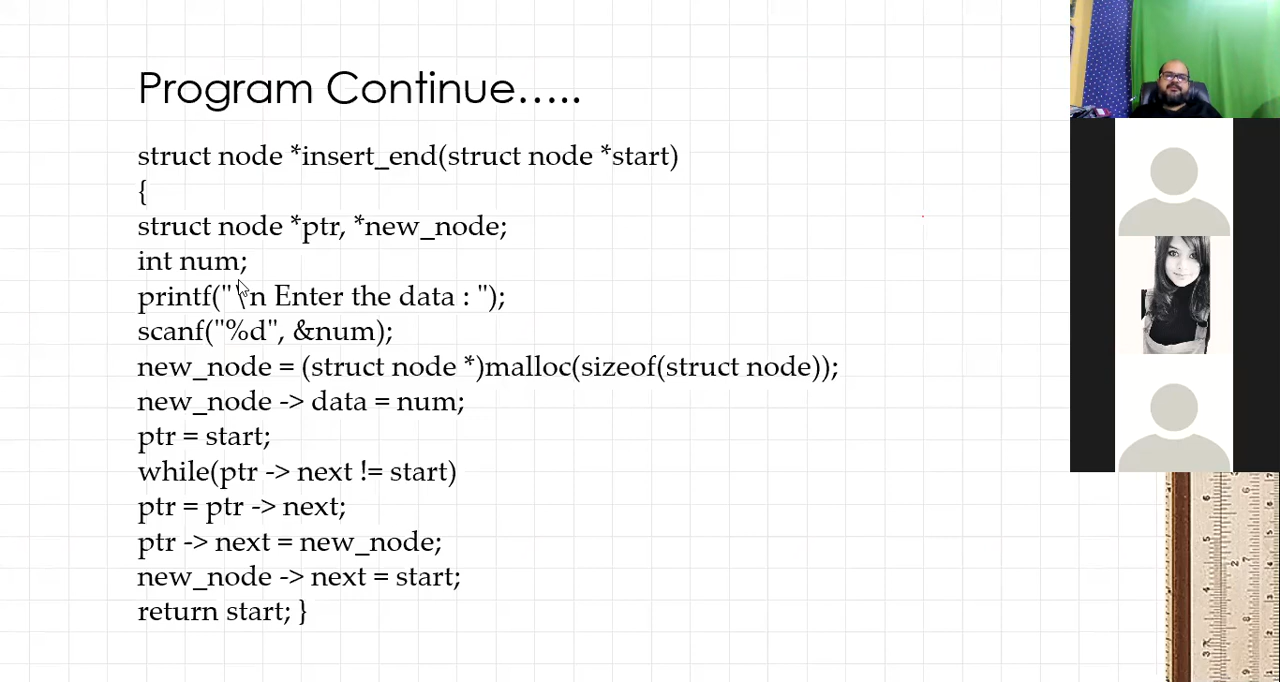 Program Continue.....
struct node *insert_end(struct node *start)
{
struct node *ptr, *new_node;
int num;
printf("\n Enter the data : ");
scanf("%d", &num);
new_node = (struct node *)malloc(sizeof(struct node));
new_node -> data = num;
ptr = start;
while(ptr -> next != start)
ptr = ptr -> next;
ptr -> next = new_node;
new_node -> next = start;
return start; }